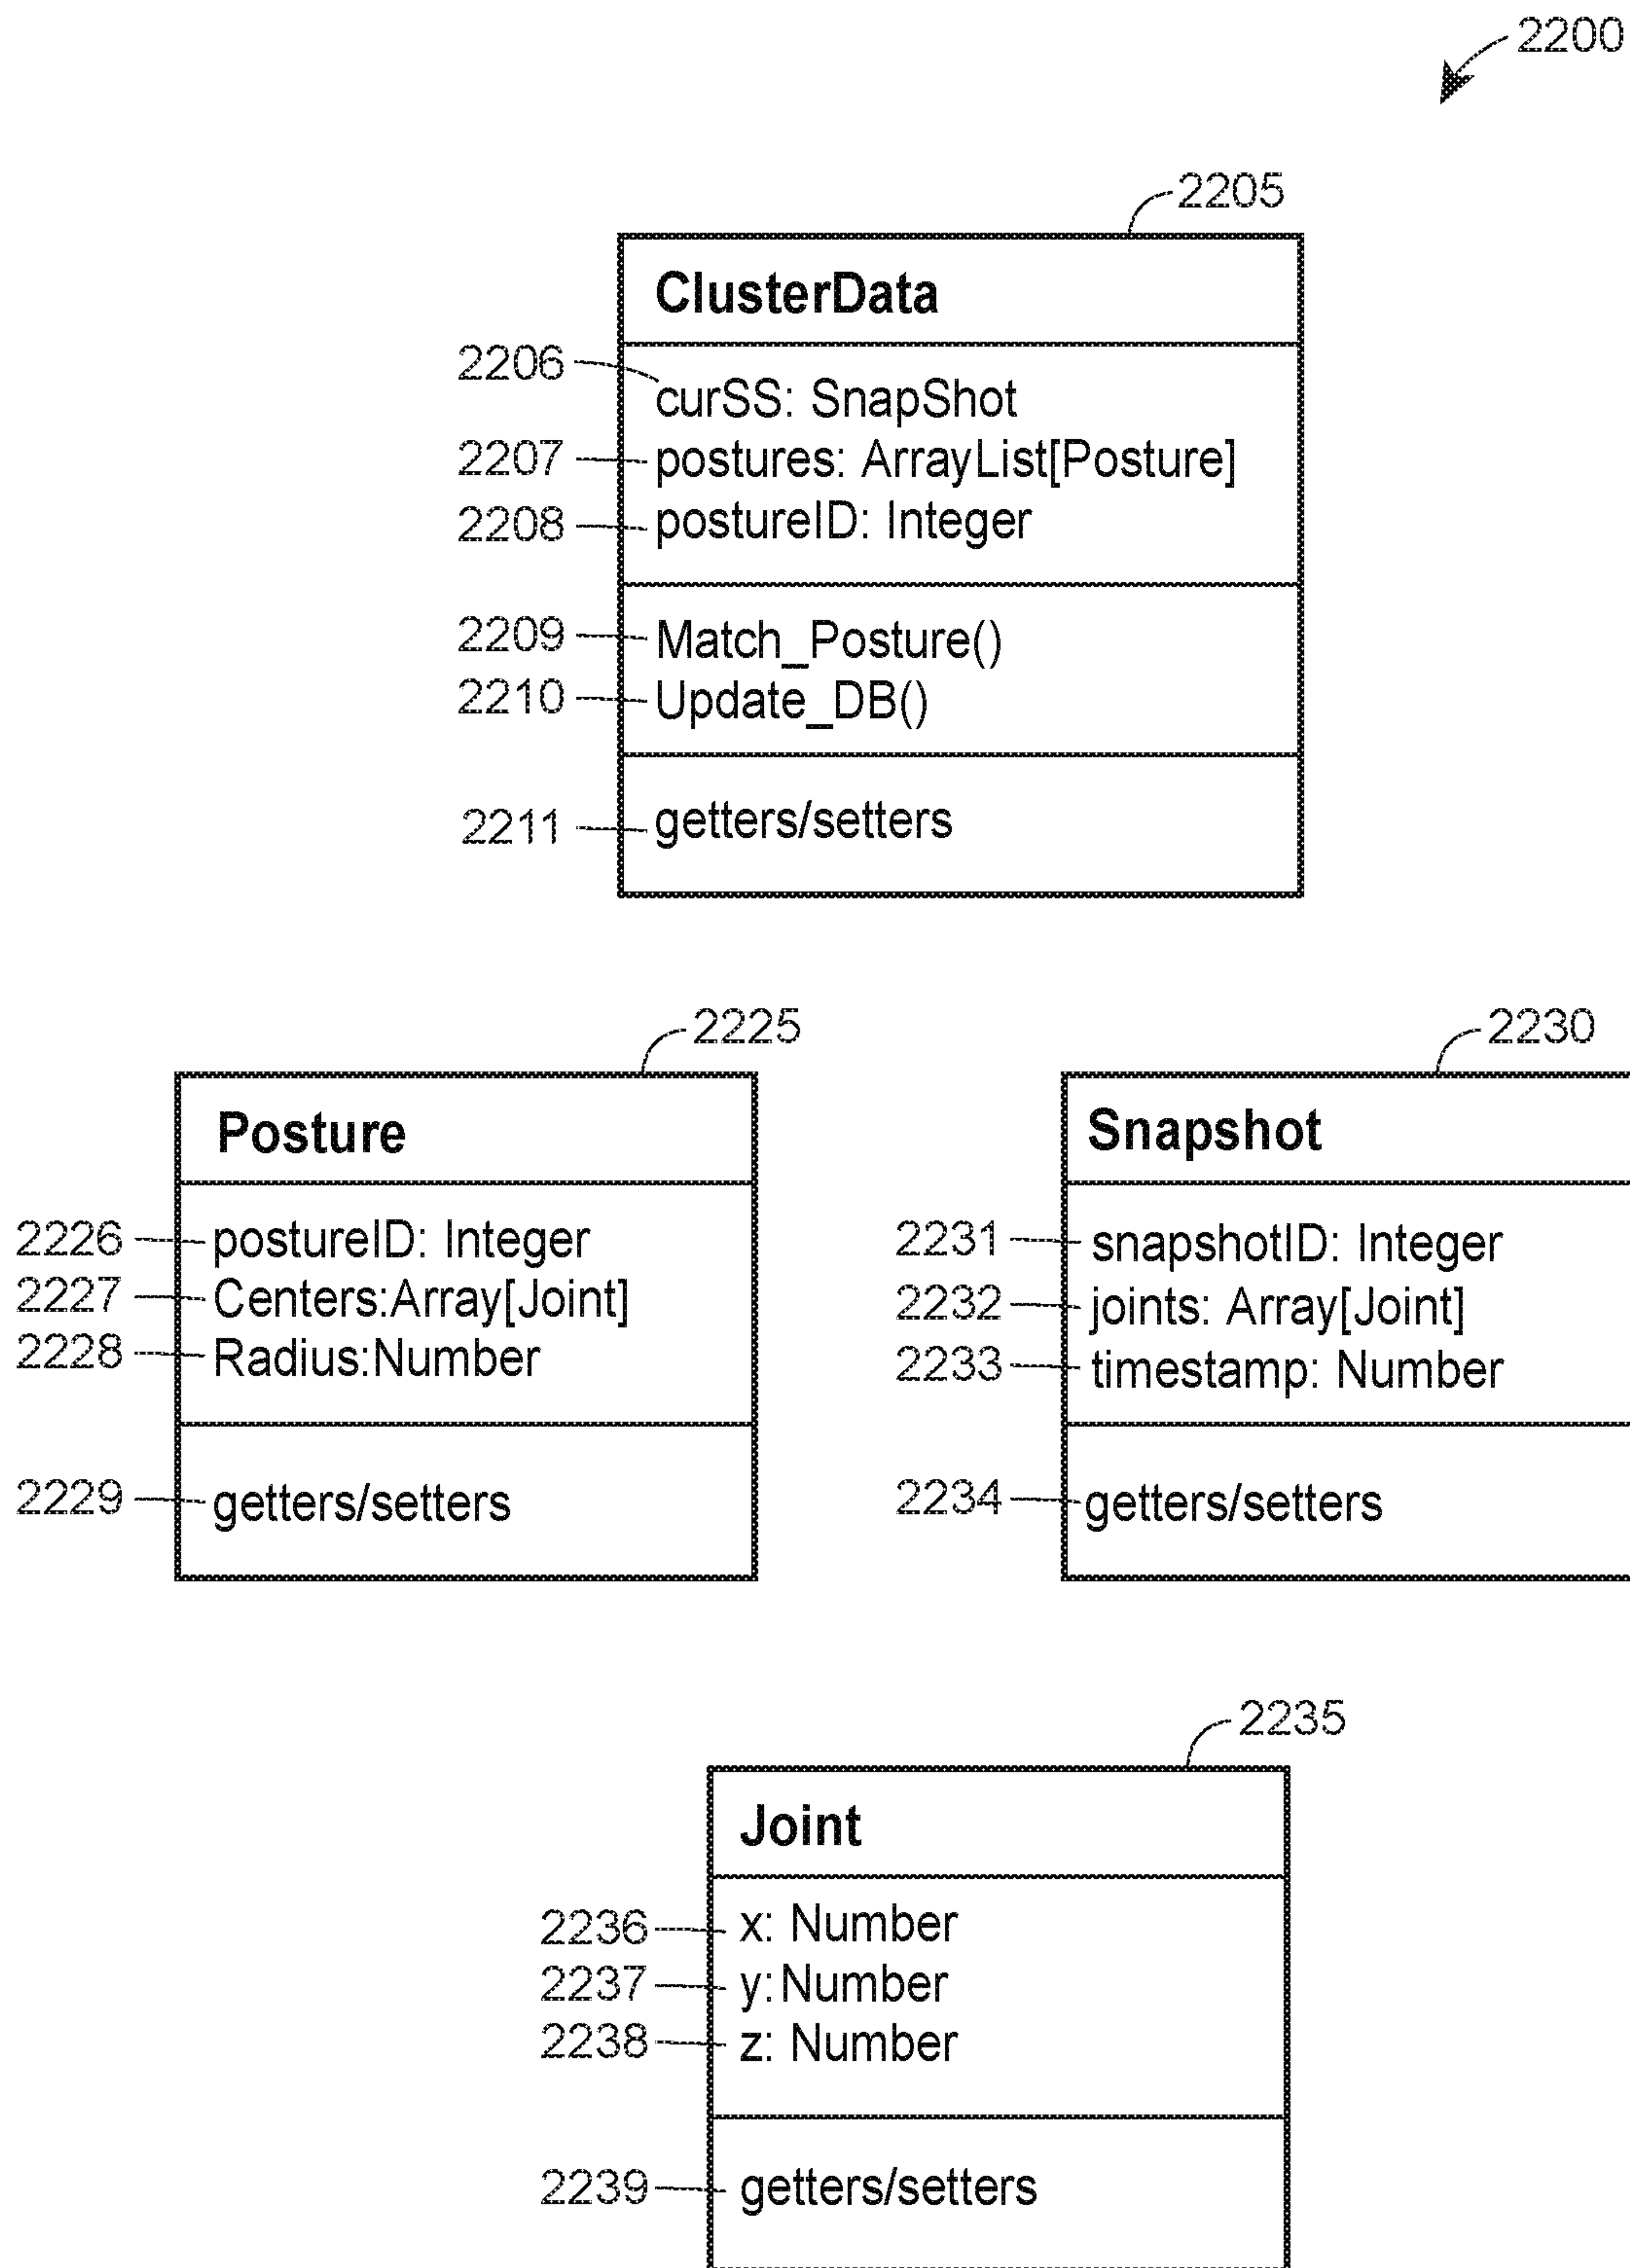 2200
2205
ClusterData
2206 curSS: SnapShot
2207 postures: ArrayList[Posture]
2208 postureID: Integer
2209 Match_Posture()
2210 Update_DB()
2211 getters/setters
2225
Posture
2226 postureID: Integer
2227 Centers:Array[Joint]
2228 Radius:Number
2229 getters/setters
2230
Snapshot
2231 snapshotID: Integer
2232 joints: Array[Joint]
2233 timestamp: Number
2234 getters/setters
2235
Joint
2236 x: Number
2237 y:Number
2238 z: Number
2239 getters/setters